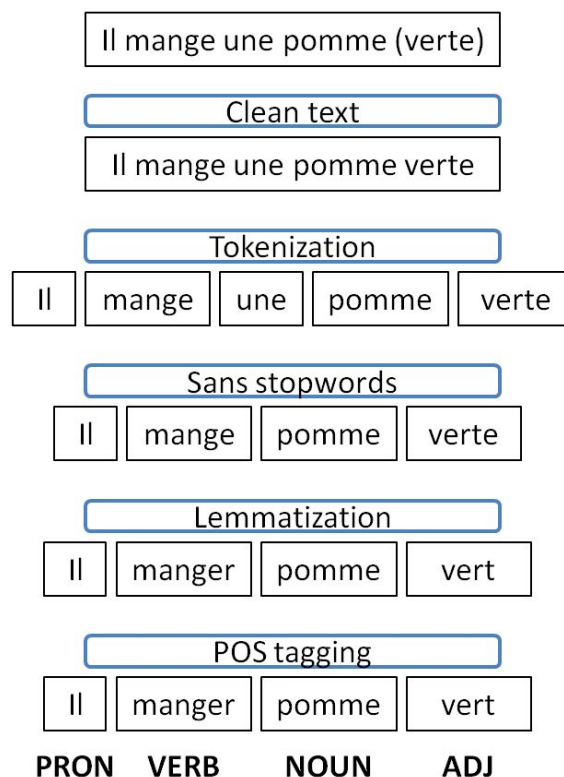 Il mange une pomme (verte)
Clean text
Il mange une pomme verte
Tokenization
Il mange une pomme verte
Sans stopwords
Il mange pomme verte
Lemmatization
Il manger pomme vert
POS tagging
Il manger pomme vert
PRON VERB NOUN ADJ